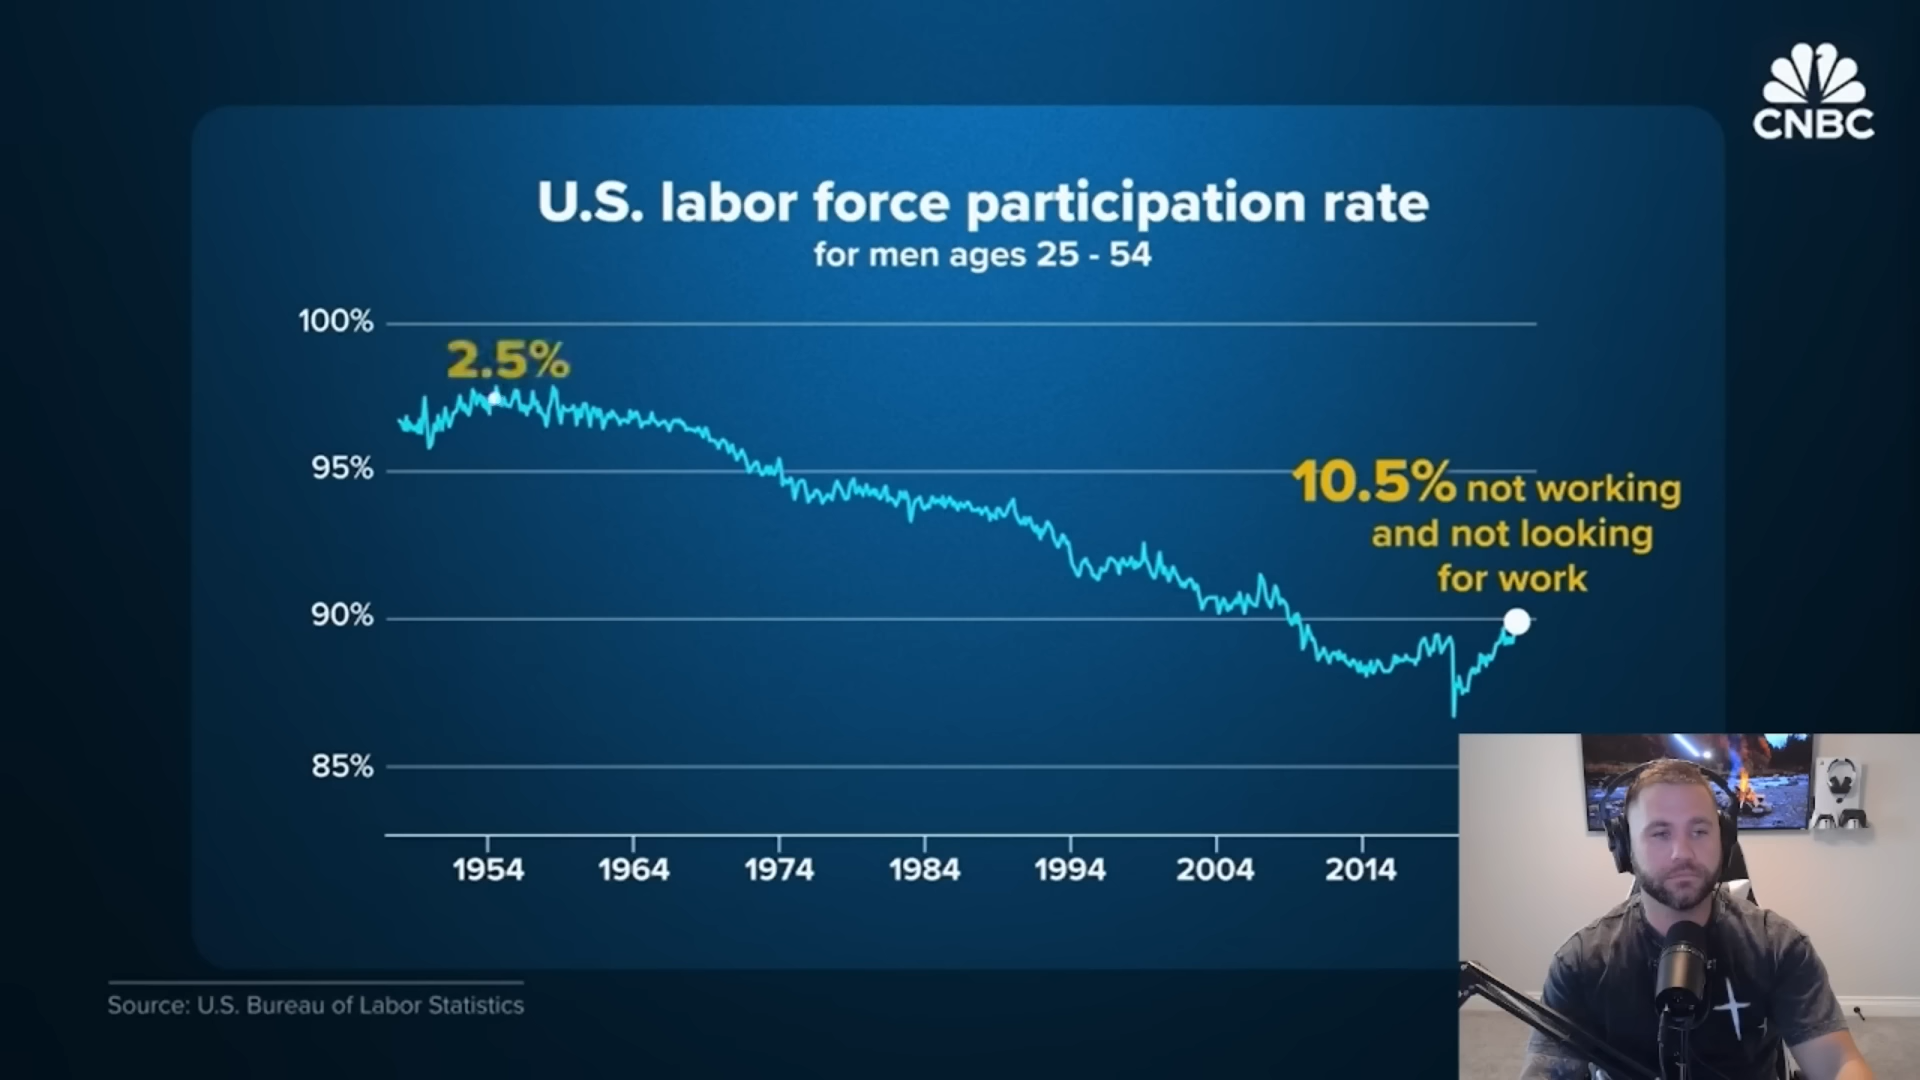 CNBC
U.S. labor force participation rate
for men ages 25 - 54
100%
2.5%
95%
10.5% not working
and not looking
for work
90%
85%
1954 1964 1974 1984 1994 2004 2014
Source: U.S. Bureau of Labor Statistics